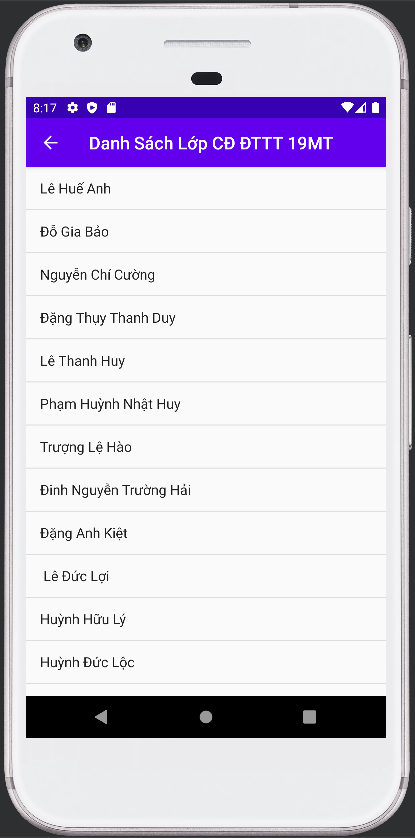 8:17
Danh Sách Lớp CĐ ĐTTT 19MT
Lê Huế Anh
Đỗ Gia Bảo
Nguyễn Chí Cường
Đặng Thụy Thanh Duy
Lê Thanh Huy
Phạm Huỳnh Nhật Huy
Trượng Lệ Hào
Đinh Nguyễn Trường Hải
Đặng Anh Kiệt
Lê Đức Lợi
Huỳnh Hữu Lý
Huỳnh Đức Lộc